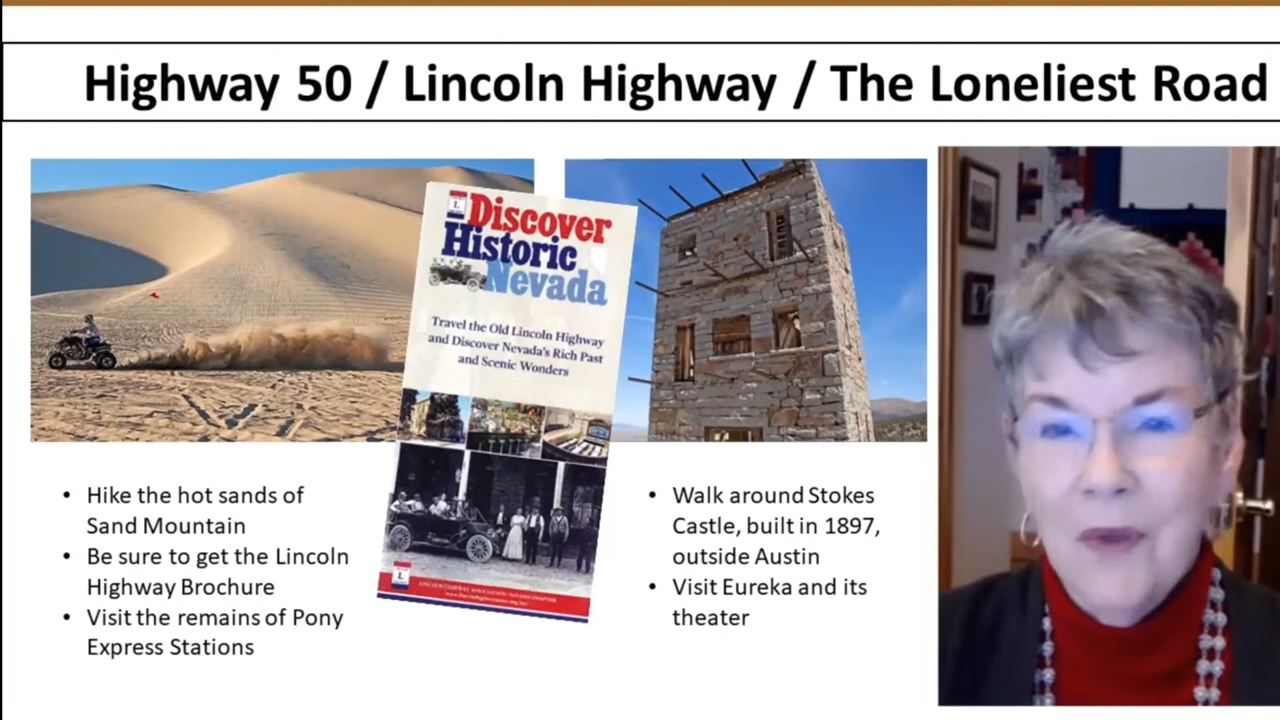 Highway 50 / Lincoln Highway / The Loneliest Road
L
Discover
Historic
Nevada
Travel the Old Lincoln Highway
and Discover Nevada's Rich Past
and Scenic Wonders
L
LINCOLN HIGHWAY ASSOCIATION
• Hike the hot sands of
Sand Mountain
• Be sure to get the Lincoln
Highway Brochure
• Visit the remains of Pony
Express Stations
• Walk around Stokes
Castle, built in 1897,
outside Austin
• Visit Eureka and its
theater